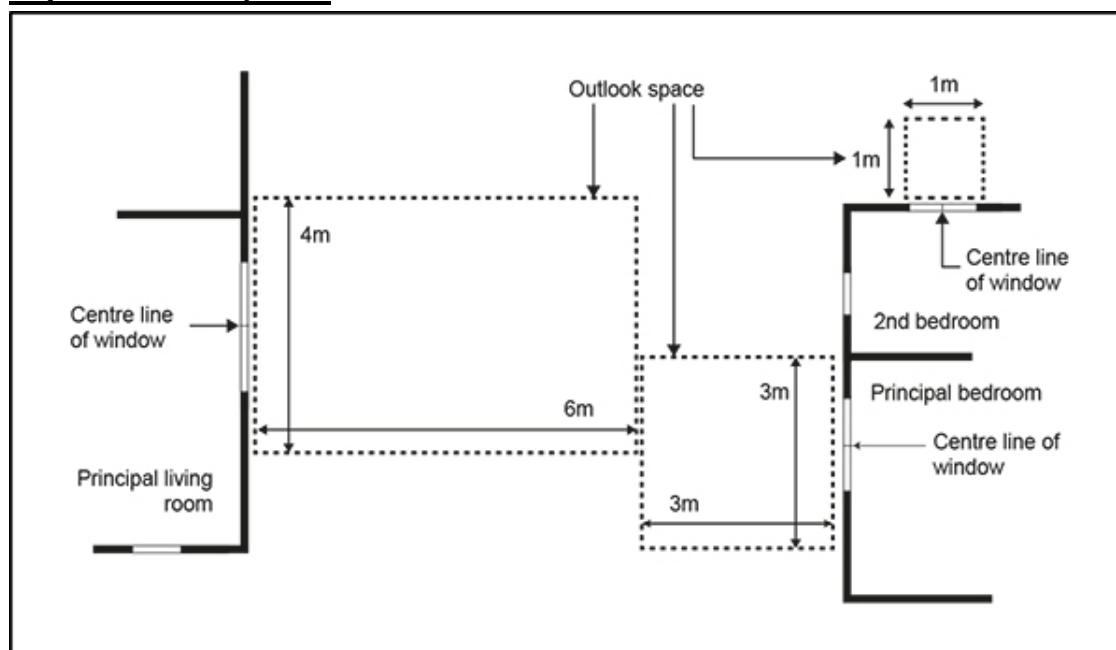 Outlook space
1m
1m
4m
Centre line
of window
Centre line
of window
2nd bedroom
6m
3m
Principal bedroom
Centre line of
window
Principal living
room
3m